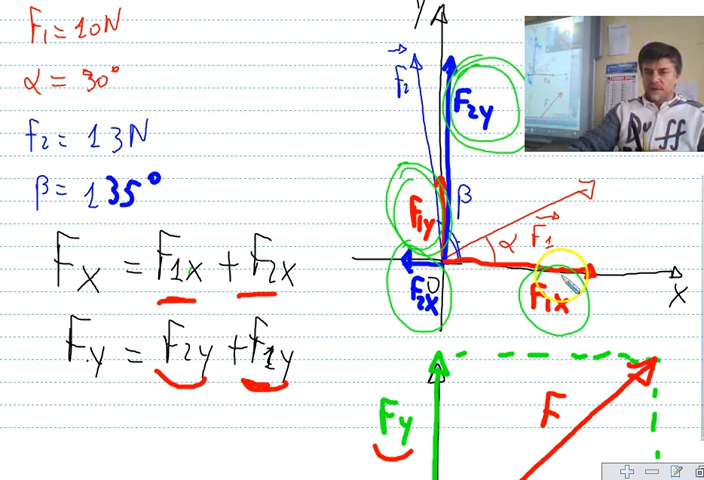 F1=10N
α = 30°
F2 = 13N
β = 135°
Fx = F1x + F2x
Fy = F2y + F1y
Y
F2
F2y
F1y
β
α
F1
F2x
O
F1x
X
Fy
F